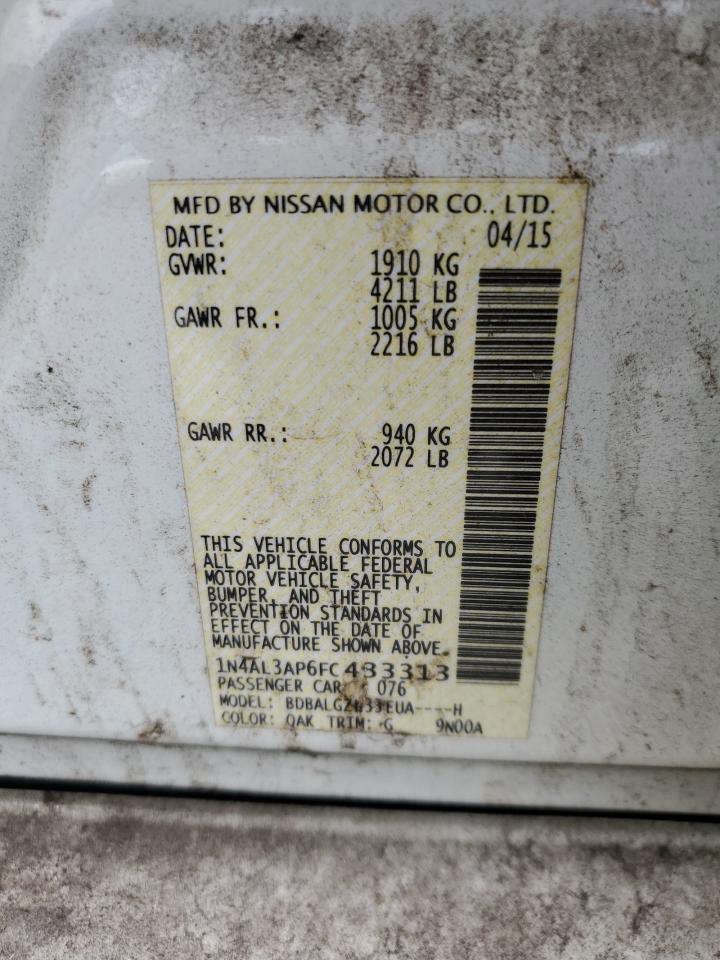 MFD BY NISSAN MOTOR CO., LTD.
DATE: 04/15
GVWR: 1910 KG
4211 LB
GAWR FR.: 1005 KG
2216 LB
GAWR RR.: 940 KG
2072 LB
THIS VEHICLE CONFORMS TO
ALL APPLICABLE FEDERAL
MOTOR VEHICLE SAFETY,
BUMPER, AND THEFT
PREVENTION STANDARDS IN
EFFECT ON THE DATE OF
MANUFACTURE SHOWN ABOVE.
1N4AL3AP6FC433313
PASSENGER CAR 076
MODEL: ----H
COLOR: QAK TRIM: G 9N00A